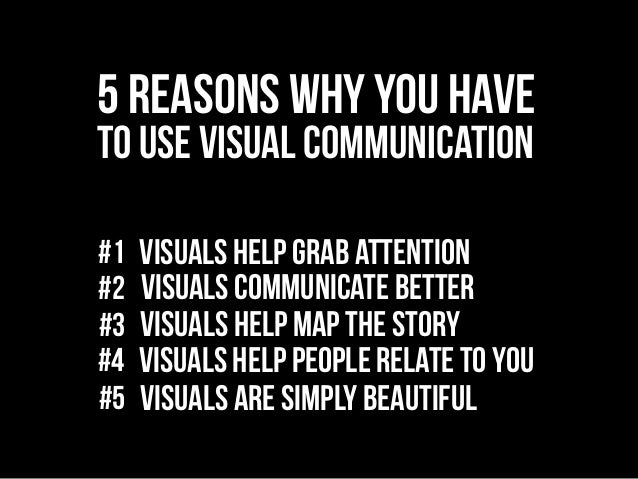 5 REASONS WHY YOU HAVE
TO USE VISUAL COMMUNICATION
#1 VISUALS HELP GRAB ATTENTION
#2 VISUALS COMMUNICATE BETTER
#3 VISUALS HELP MAP THE STORY
#4 VISUALS HELP PEOPLE RELATE TO YOU
#5 VISUALS ARE SIMPLY BEAUTIFUL